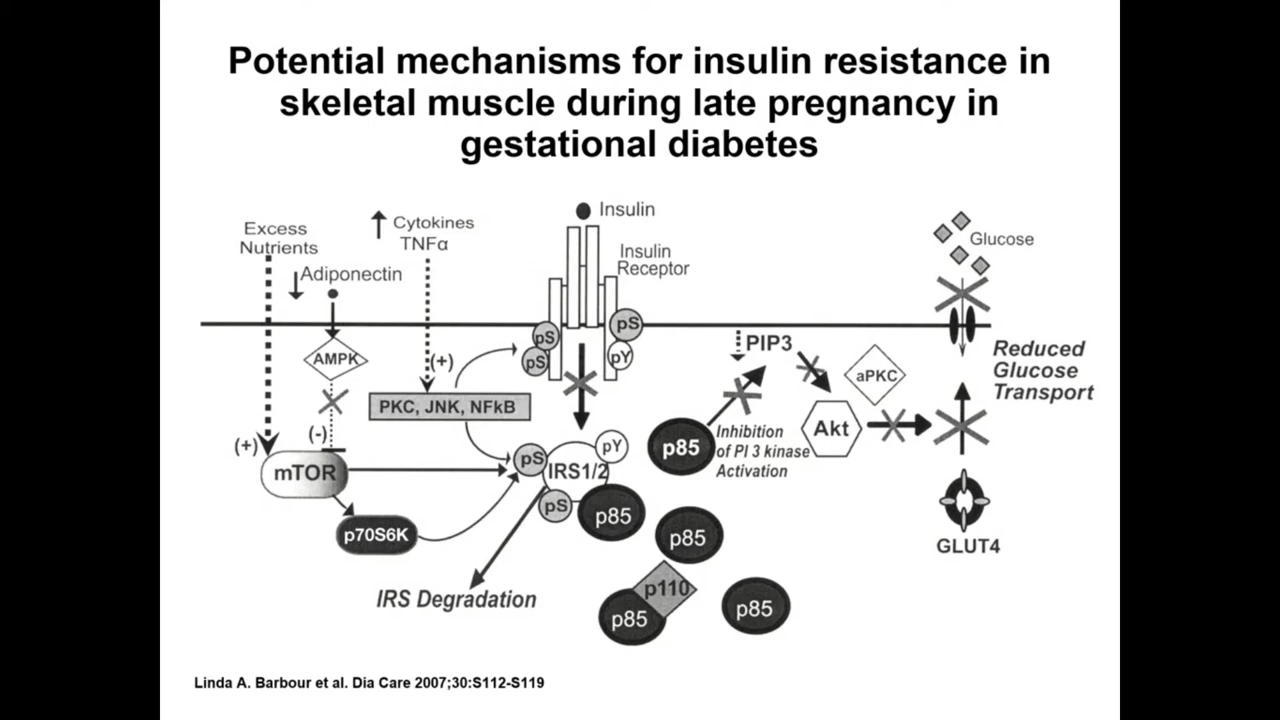 Potential mechanisms for insulin resistance in
skeletal muscle during late pregnancy in
gestational diabetes
Excess
Nutrients
Adiponectin
Cytokines
TNFα
Insulin
Insulin
Receptor
Glucose
pS
pS
pS
pY
AMPK
(+)
PKC, JNK, NFkB
(+)
(-)
mTOR
p70S6K
pS
pY
IRS1/2
pS
p85
IRS Degradation
PIP3
p85
Inhibition
of PI 3 kinase
Activation
aPKC
Akt
Reduced
Glucose
Transport
GLUT4
p85
p110
p85
p85
Linda A. Barbour et al. Dia Care 2007;30:S112-S119